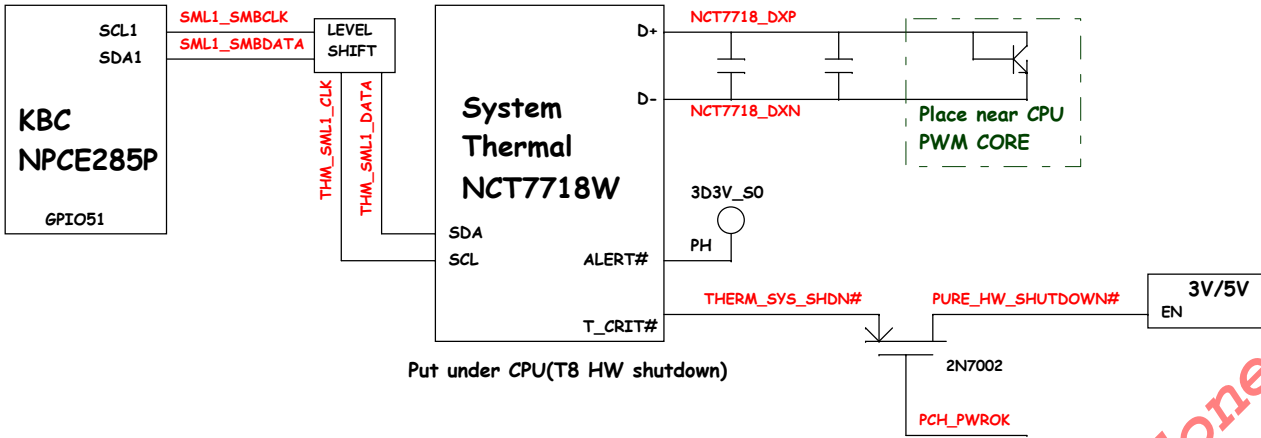 SML1_SMBCLK
SCL1
SML1_SMBDATA
SDA1
LEVEL
SHIFT
KBC
NPCE285P
GPIO51
THM_SML1_CLK
THM_SML1_DATA
System
Thermal
NCT7718W
D+
D-
SDA
SCL
ALERT#
T_CRIT#
NCT7718_DXP
NCT7718_DXN
Place near CPU
PWM CORE
3D3V_S0
PH
THERM_SYS_SHDN#
PURE_HW_SHUTDOWN#
3V/5V
EN
2N7002
PCH_PWROK
Put under CPU(T8 HW shutdown)